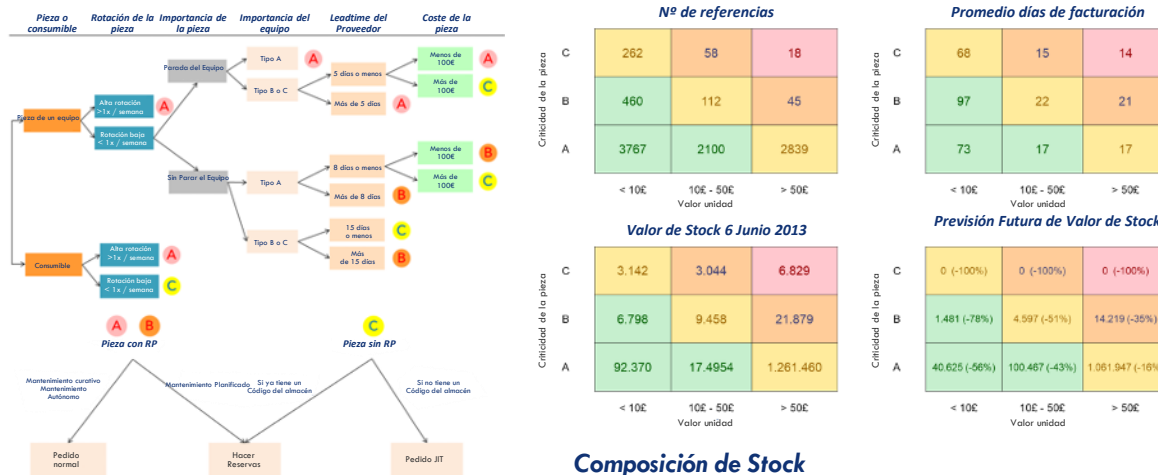 Pieza o
consumible
Rotación de la
pieza
Importancia de
la pieza
Importancia del
equipo
Leadtime del
Proveedor
Coste de la
pieza
Pieza de un equipo
Alta rotación
>1x / semana
A
Rotación baja
< 1x / semana
Parada del Equipo
Tipo A
A
Tipo B o C
5 días o menos
Menos de
100€
A
Más de
100€
C
Más de 5 días
A
Sin Parar el Equipo
Tipo A
8 días o menos
Menos de
100€
B
Más de
100€
C
Más de 8 días
B
Tipo B o C
15 días
o menos
C
Más
de 15 días
B
Consumible
Alta rotación
>1x / semana
A
Rotación baja
< 1x / semana
C
A
B
Pieza con RP
C
Pieza sin RP
Mantenimiento curativo
Mantenimiento
Autónomo
Mantenimiento Planificado
Si ya tiene un
Código del almacén
Si no tiene un
Código del almacén
Pedido
normal
Hacer
Reservas
Pedido JIT
Nº de referencias
Criticidad de la pieza
C 262 58 18
B 460 112 45
A 3767 2100 2839
< 10£ 10£ - 50£ > 50£
Valor unidad
Promedio días de facturación
Criticidad de la pieza
C 68 15 14
B 97 22 21
A 73 17 17
< 10£ 10£ - 50£ > 50£
Valor unidad
Valor de Stock 6 Junio 2013
Criticidad de la pieza
C 3.142 3.044 6.829
B 6.798 9.458 21.879
A 92.370 17.4954 1.261.460
< 10£ 10£ - 50£ > 50£
Valor unidad
Previsión Futura de Valor de Stock
Criticidad de la pieza
C 0 (-100%) 0 (-100%) 0 (-100%)
B 1.481 (-78%) 4.597 (-51%) 14.219 (-35%)
A 40.625 (-56%) 100.467 (-43%) 1.061.947 (-16%
< 10£ 10£ - 50£ > 50£
Valor unidad
Composición de Stock